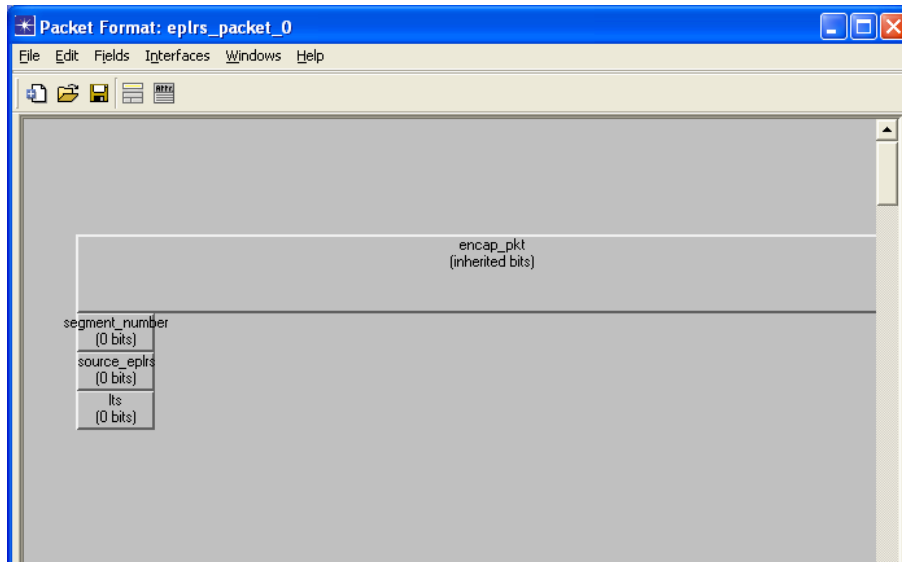 Packet Format: eplrs_packet_0
File Edit Fields Interfaces Windows Help
Attr.
encap_pkt
(inherited bits)
segment_number
(0 bits)
source_eplrs
(0 bits)
lts
(0 bits)